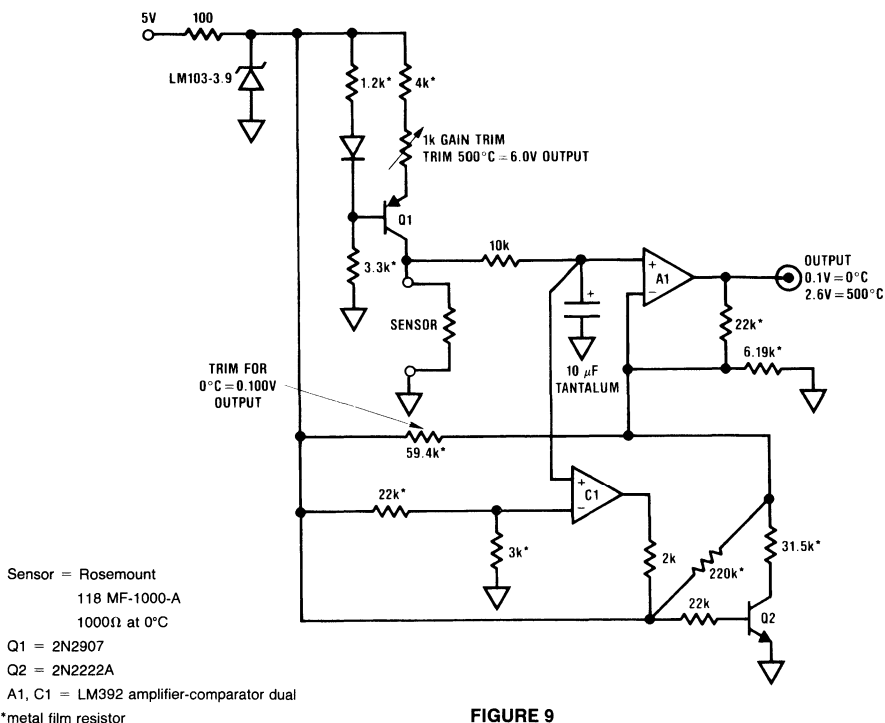 5V
100
LM103-3.9
1.2k*
4k*
1k GAIN TRIM
TRIM 500°C = 6.0V OUTPUT
Q1
3.3k*
10k
SENSOR
+
10 μF
TANTALUM
+
−
A1
OUTPUT
0.1V = 0°C
2.6V = 500°C
22k*
6.19k*
TRIM FOR
0°C = 0.100V
OUTPUT
59.4k*
22k*
3k*
+
−
C1
2k
220k*
31.5k*
22k
Q2
Sensor = Rosemount
118 MF-1000-A
1000Ω at 0°C
Q1 = 2N2907
Q2 = 2N2222A
A1, C1 = LM392 amplifier-comparator dual
*metal film resistor
FIGURE 9